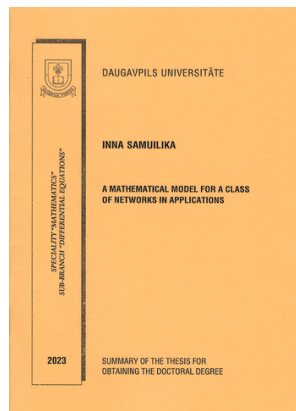 DAUGAVPILS UNIVERSITĀTE
INNA SAMUILIKA
A MATHEMATICAL MODEL FOR A CLASS
OF NETWORKS IN APPLICATIONS
SPECIALITY "MATHEMATICS"
SUB-BRANCH "DIFFERENTIAL EQUATIONS"
2023
SUMMARY OF THE THESIS FOR
OBTAINING THE DOCTORAL DEGREE